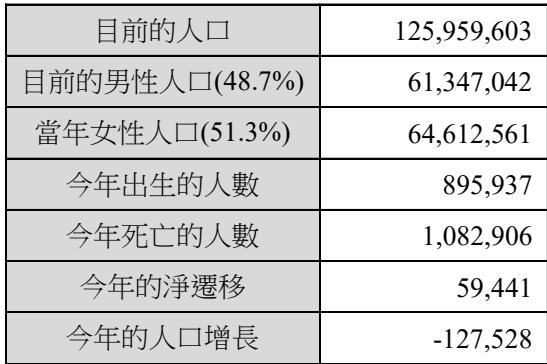 目前的人口 125,959,603
目前的男性人口(48.7%) 61,347,042
當年女性人口(51.3%) 64,612,561
今年出生的人數 895,937
今年死亡的人數 1,082,906
今年的淨遷移 59,441
今年的人口增長 -127,528